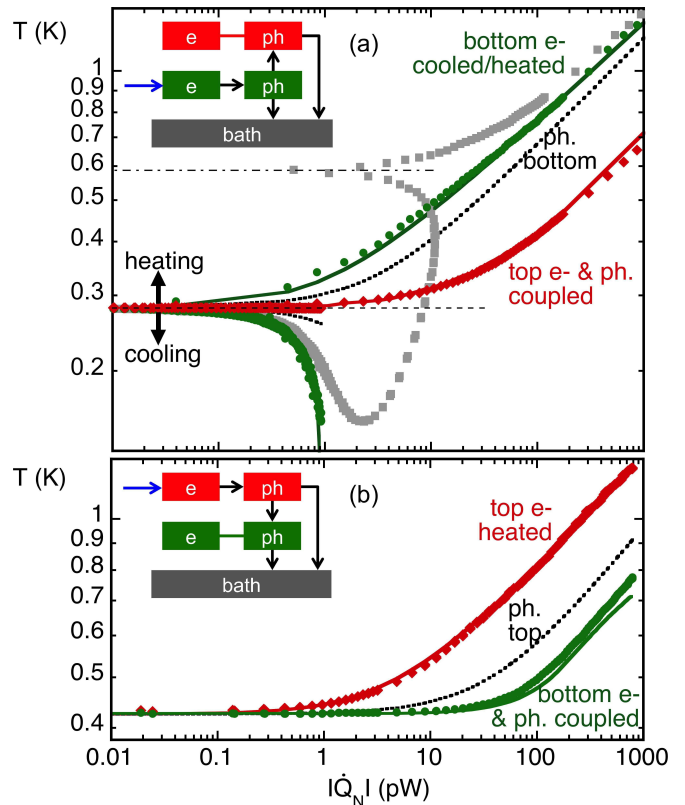 T (K)
(a)
e
ph
e
ph
bath
bottom e-
cooled/heated
ph.
bottom
top e- & ph.
coupled
heating
cooling
1
0.9
0.8
0.7
0.6
0.5
0.4
0.3
0.2
T (K)
(b)
e
ph
e
ph
bath
top e-
heated
ph.
top
bottom e-
& ph. coupled
1
0.9
0.8
0.7
0.6
0.5
0.4
0.01
0.1
1
10
100
1000
|Q̇N| (pW)